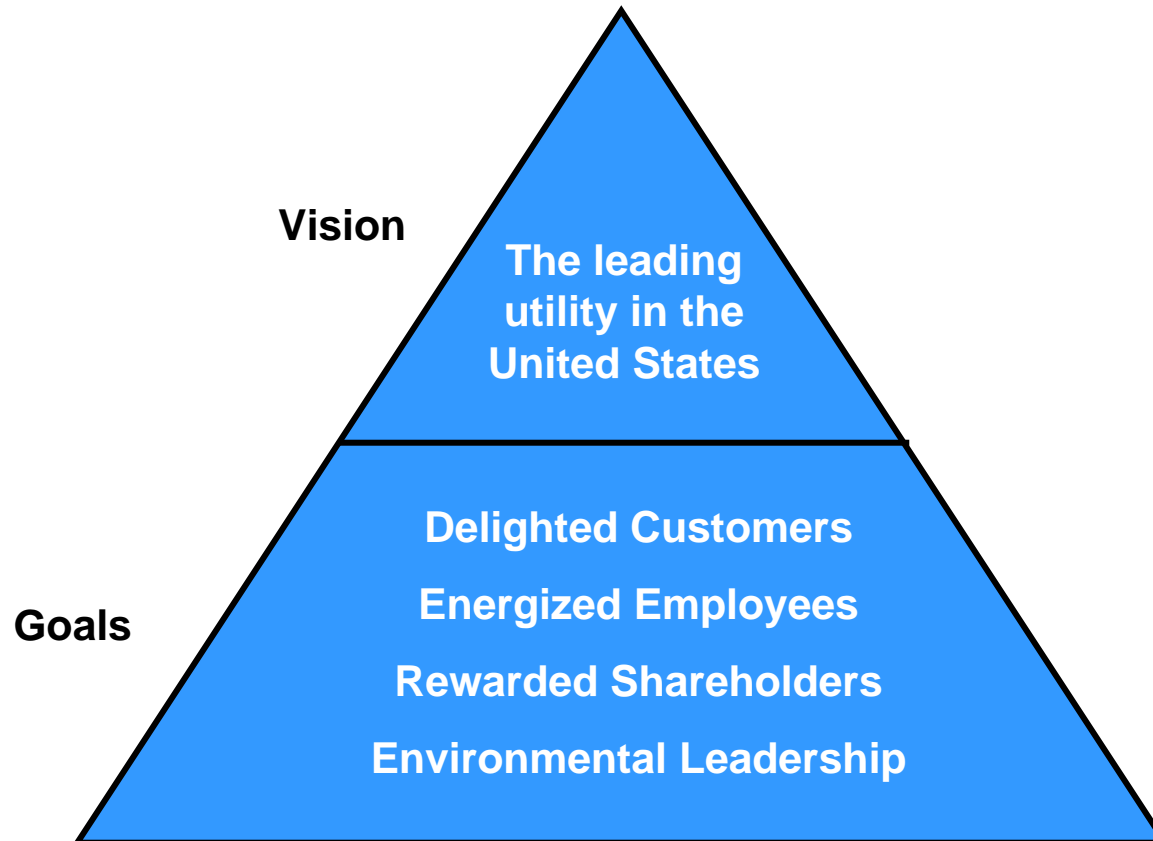 Vision
The leading
utility in the
United States
Goals
Delighted Customers
Energized Employees
Rewarded Shareholders
Environmental Leadership